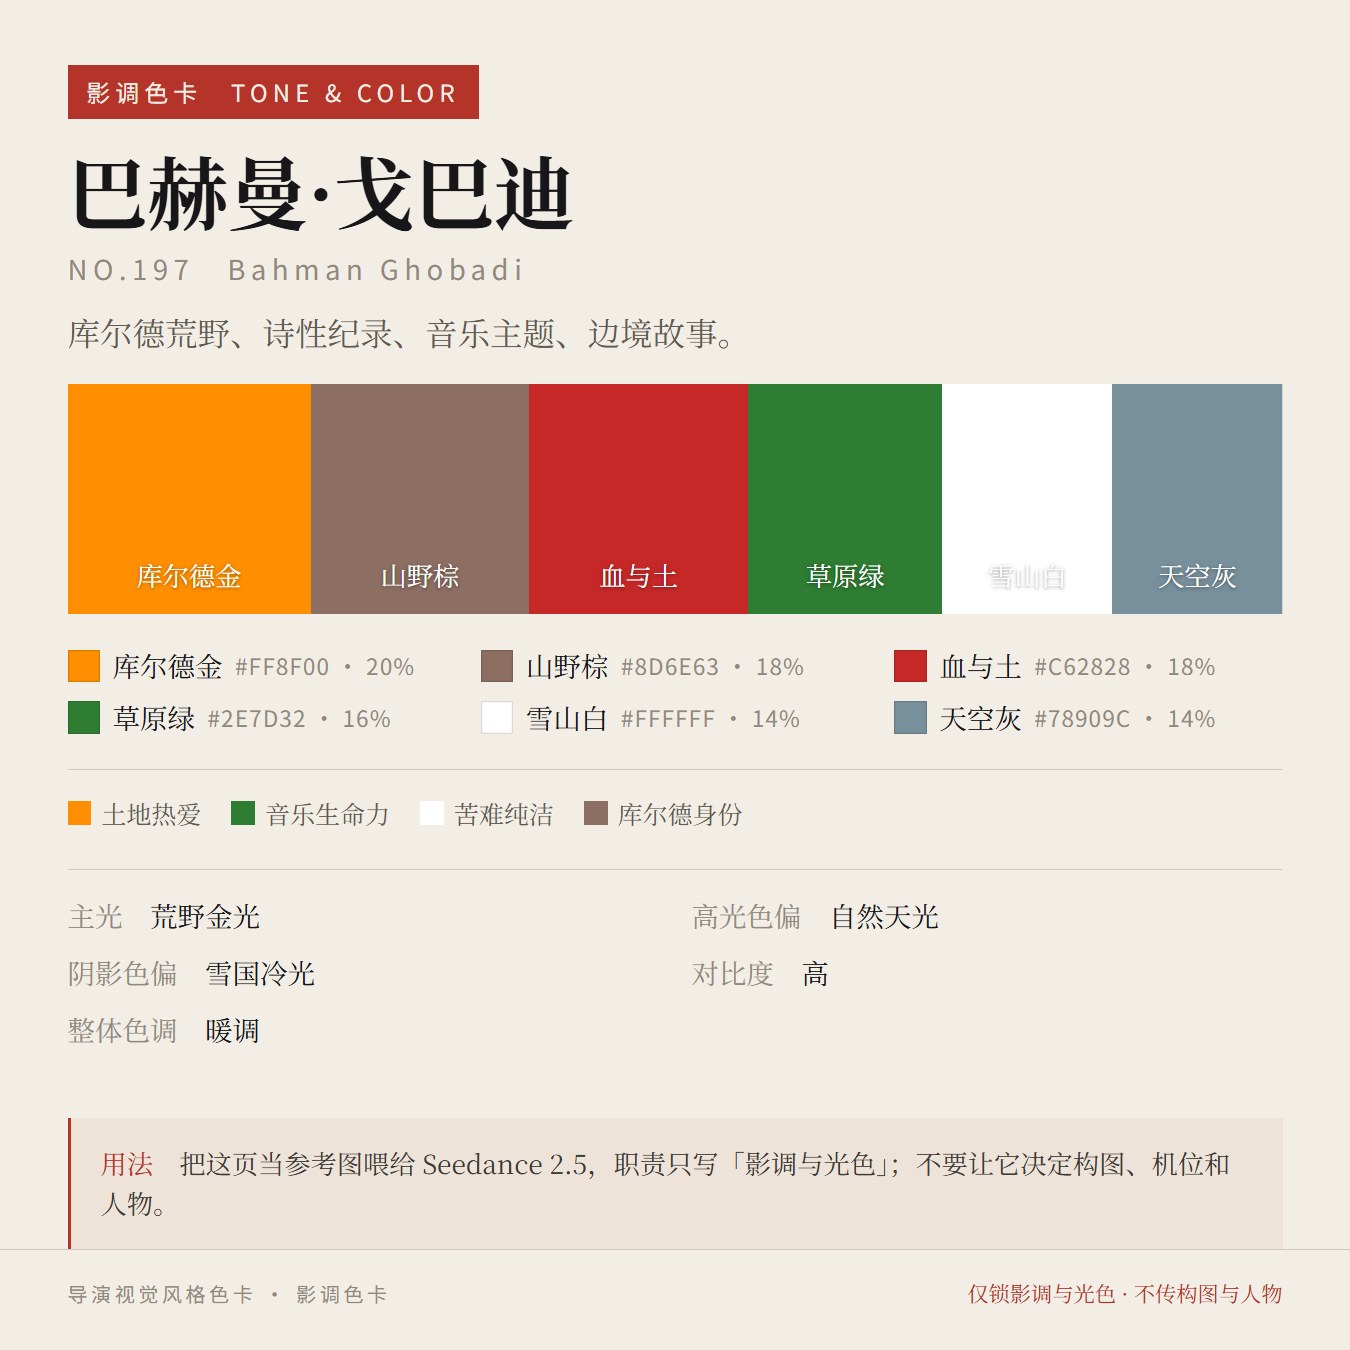 影调色卡 TONE & COLOR
巴赫曼·戈巴迪
NO.197 Bahman Ghobadi
库尔德荒野、诗性纪录、音乐主题、边境故事。
库尔德金 山野棕 血与土 草原绿 雪山白 天空灰
库尔德金 #FF8F00 · 20% 山野棕 #8D6E63 · 18% 血与土 #C62828 · 18%
草原绿 #2E7D32 · 16% 雪山白 #FFFFFF · 14% 天空灰 #78909C · 14%
土地热爱 音乐生命力 苦难纯洁 库尔德身份
主光 荒野金光 高光色偏 自然天光
阴影色偏 雪国冷光 对比度 高
整体色调 暖调
用法 把这页当参考图喂给 Seedance 2.5，职责只写「影调与光色」；不要让它决定构图、机位和
人物。
导演视觉风格色卡 · 影调色卡 仅锁影调与光色 · 不传构图与人物